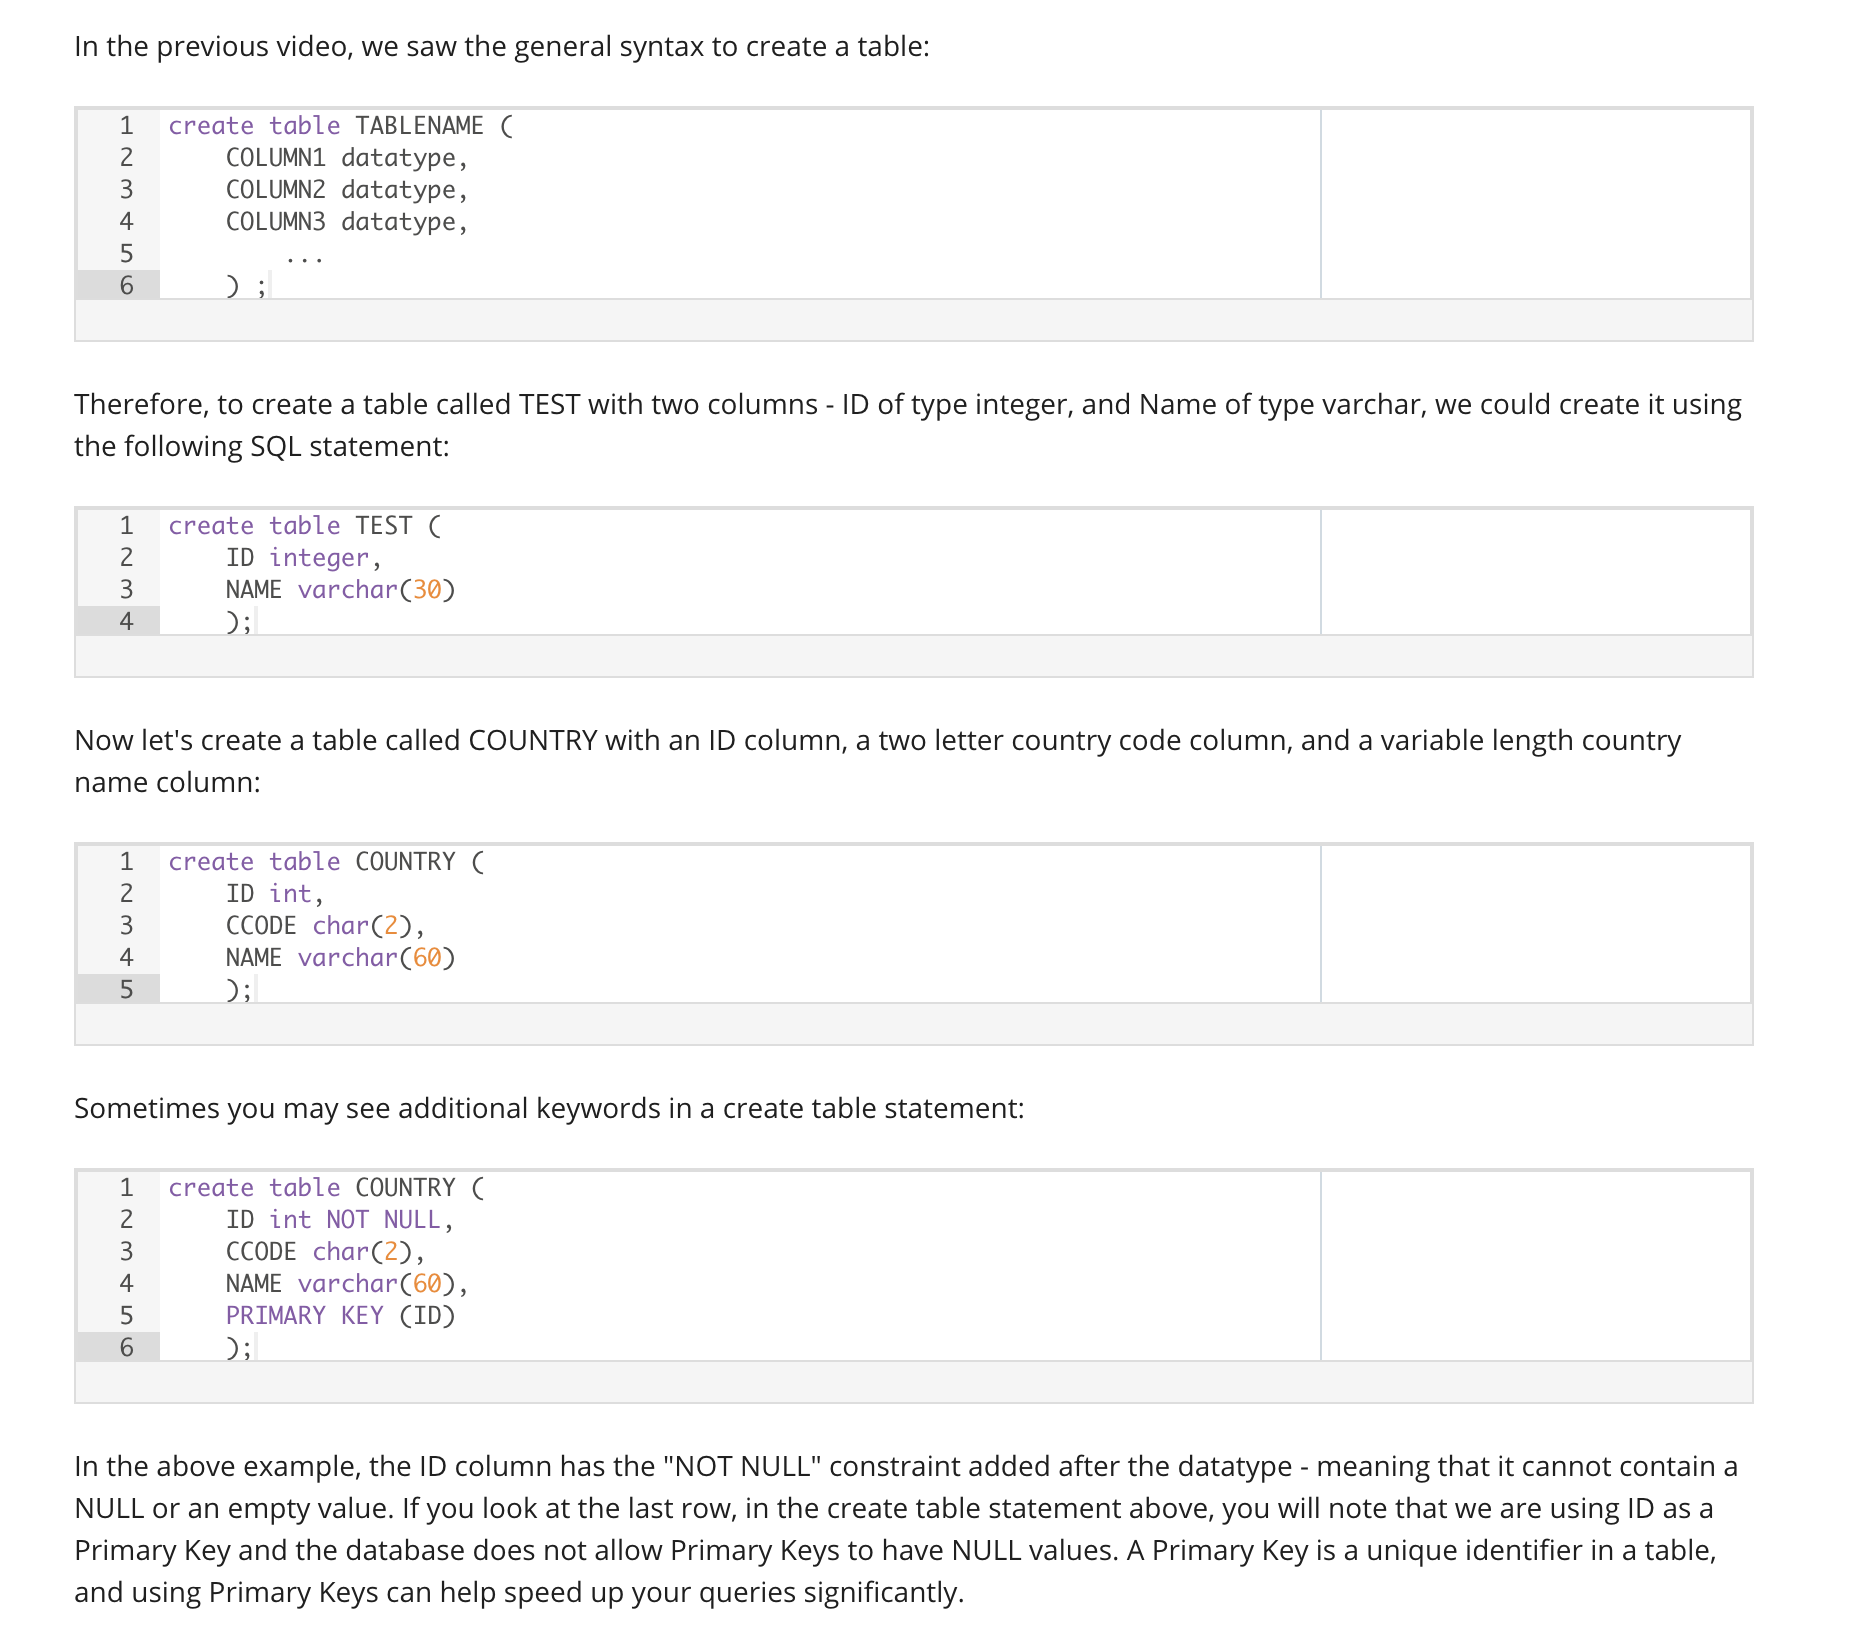 In the previous video, we saw the general syntax to create a table:
1 create table TABLENAME (
2 COLUMN1 datatype,
3 COLUMN2 datatype,
4 COLUMN3 datatype,
5 ...
6 ) ;
Therefore, to create a table called TEST with two columns - ID of type integer, and Name of type varchar, we could create it using
the following SQL statement:
1 create table TEST (
2 ID integer,
3 NAME varchar(30)
4 );
Now let's create a table called COUNTRY with an ID column, a two letter country code column, and a variable length country
name column:
1 create table COUNTRY (
2 ID int,
3 CCODE char(2),
4 NAME varchar(60)
5 );
Sometimes you may see additional keywords in a create table statement:
1 create table COUNTRY (
2 ID int NOT NULL,
3 CCODE char(2),
4 NAME varchar(60),
5 PRIMARY KEY (ID)
6 );
In the above example, the ID column has the "NOT NULL" constraint added after the datatype - meaning that it cannot contain a
NULL or an empty value. If you look at the last row, in the create table statement above, you will note that we are using ID as a
Primary Key and the database does not allow Primary Keys to have NULL values. A Primary Key is a unique identifier in a table,
and using Primary Keys can help speed up your queries significantly.